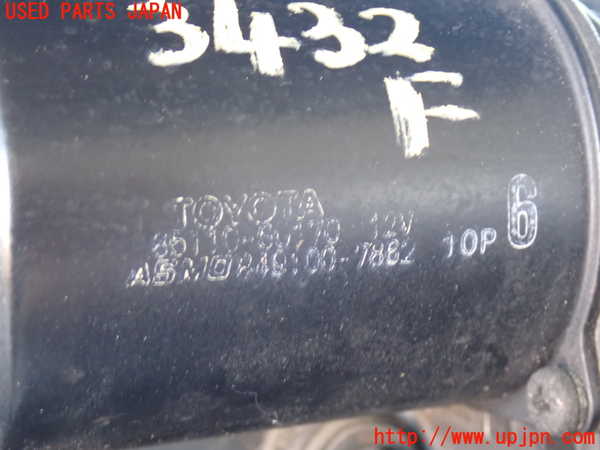 USED PARTS JAPAN
3432
F
TOYOTA
12V
ASMO 849100-7882 10P 6
http://www.upjpn.com/